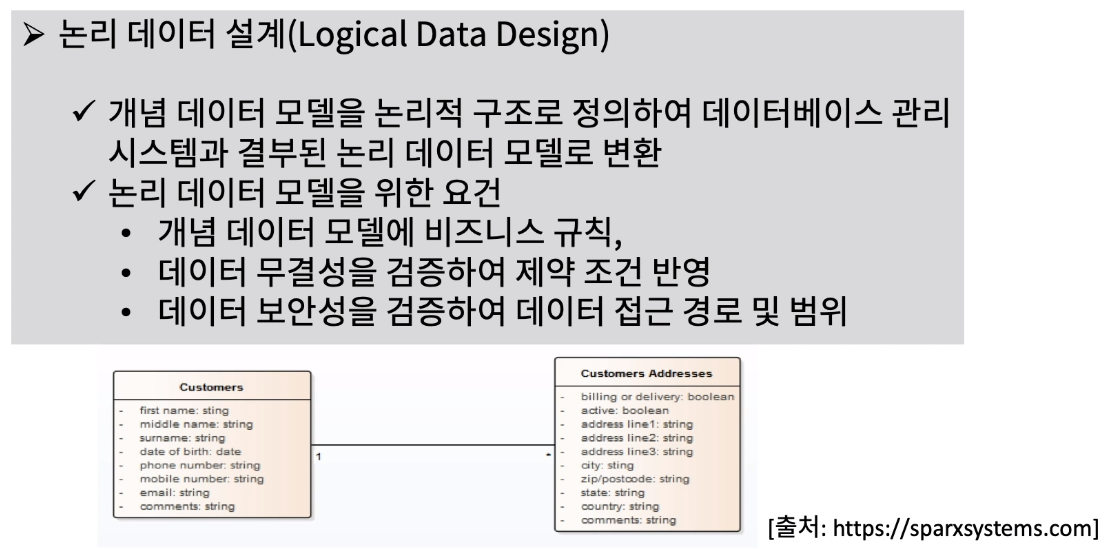 ➢ 논리 데이터 설계(Logical Data Design)
✓ 개념 데이터 모델을 논리적 구조로 정의하여 데이터베이스 관리
시스템과 결부된 논리 데이터 모델로 변환
✓ 논리 데이터 모델을 위한 요건
• 개념 데이터 모델에 비즈니스 규칙,
• 데이터 무결성을 검증하여 제약 조건 반영
• 데이터 보안성을 검증하여 데이터 접근 경로 및 범위
Customers
- first name: sting
- middle name: string
- surname: string
- date of birth: date
- phone number: string
- mobile number: string
- email: string
- comments: string
1
*
Customers Addresses
- billing or delivery: boolean
- active: boolean
- address line1: string
- address line2: string
- address line3: string
- city: sting
- zip/postcode: string
- state: string
- country: string
- comments: string
[출처: https://sparxsystems.com]